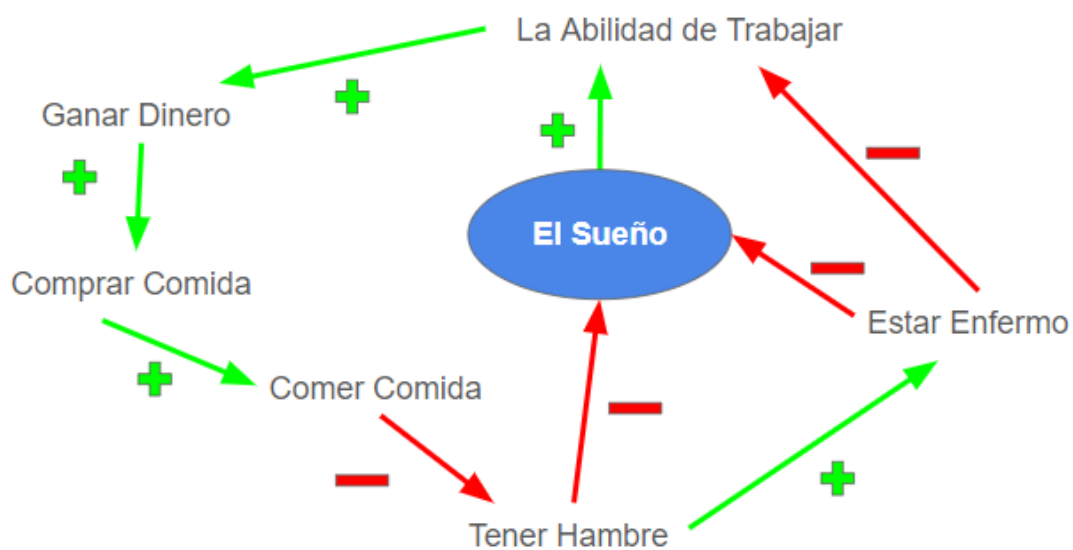 La Abilidad de Trabajar
Ganar Dinero
El Sueño
Comprar Comida
Estar Enfermo
Comer Comida
Tener Hambre